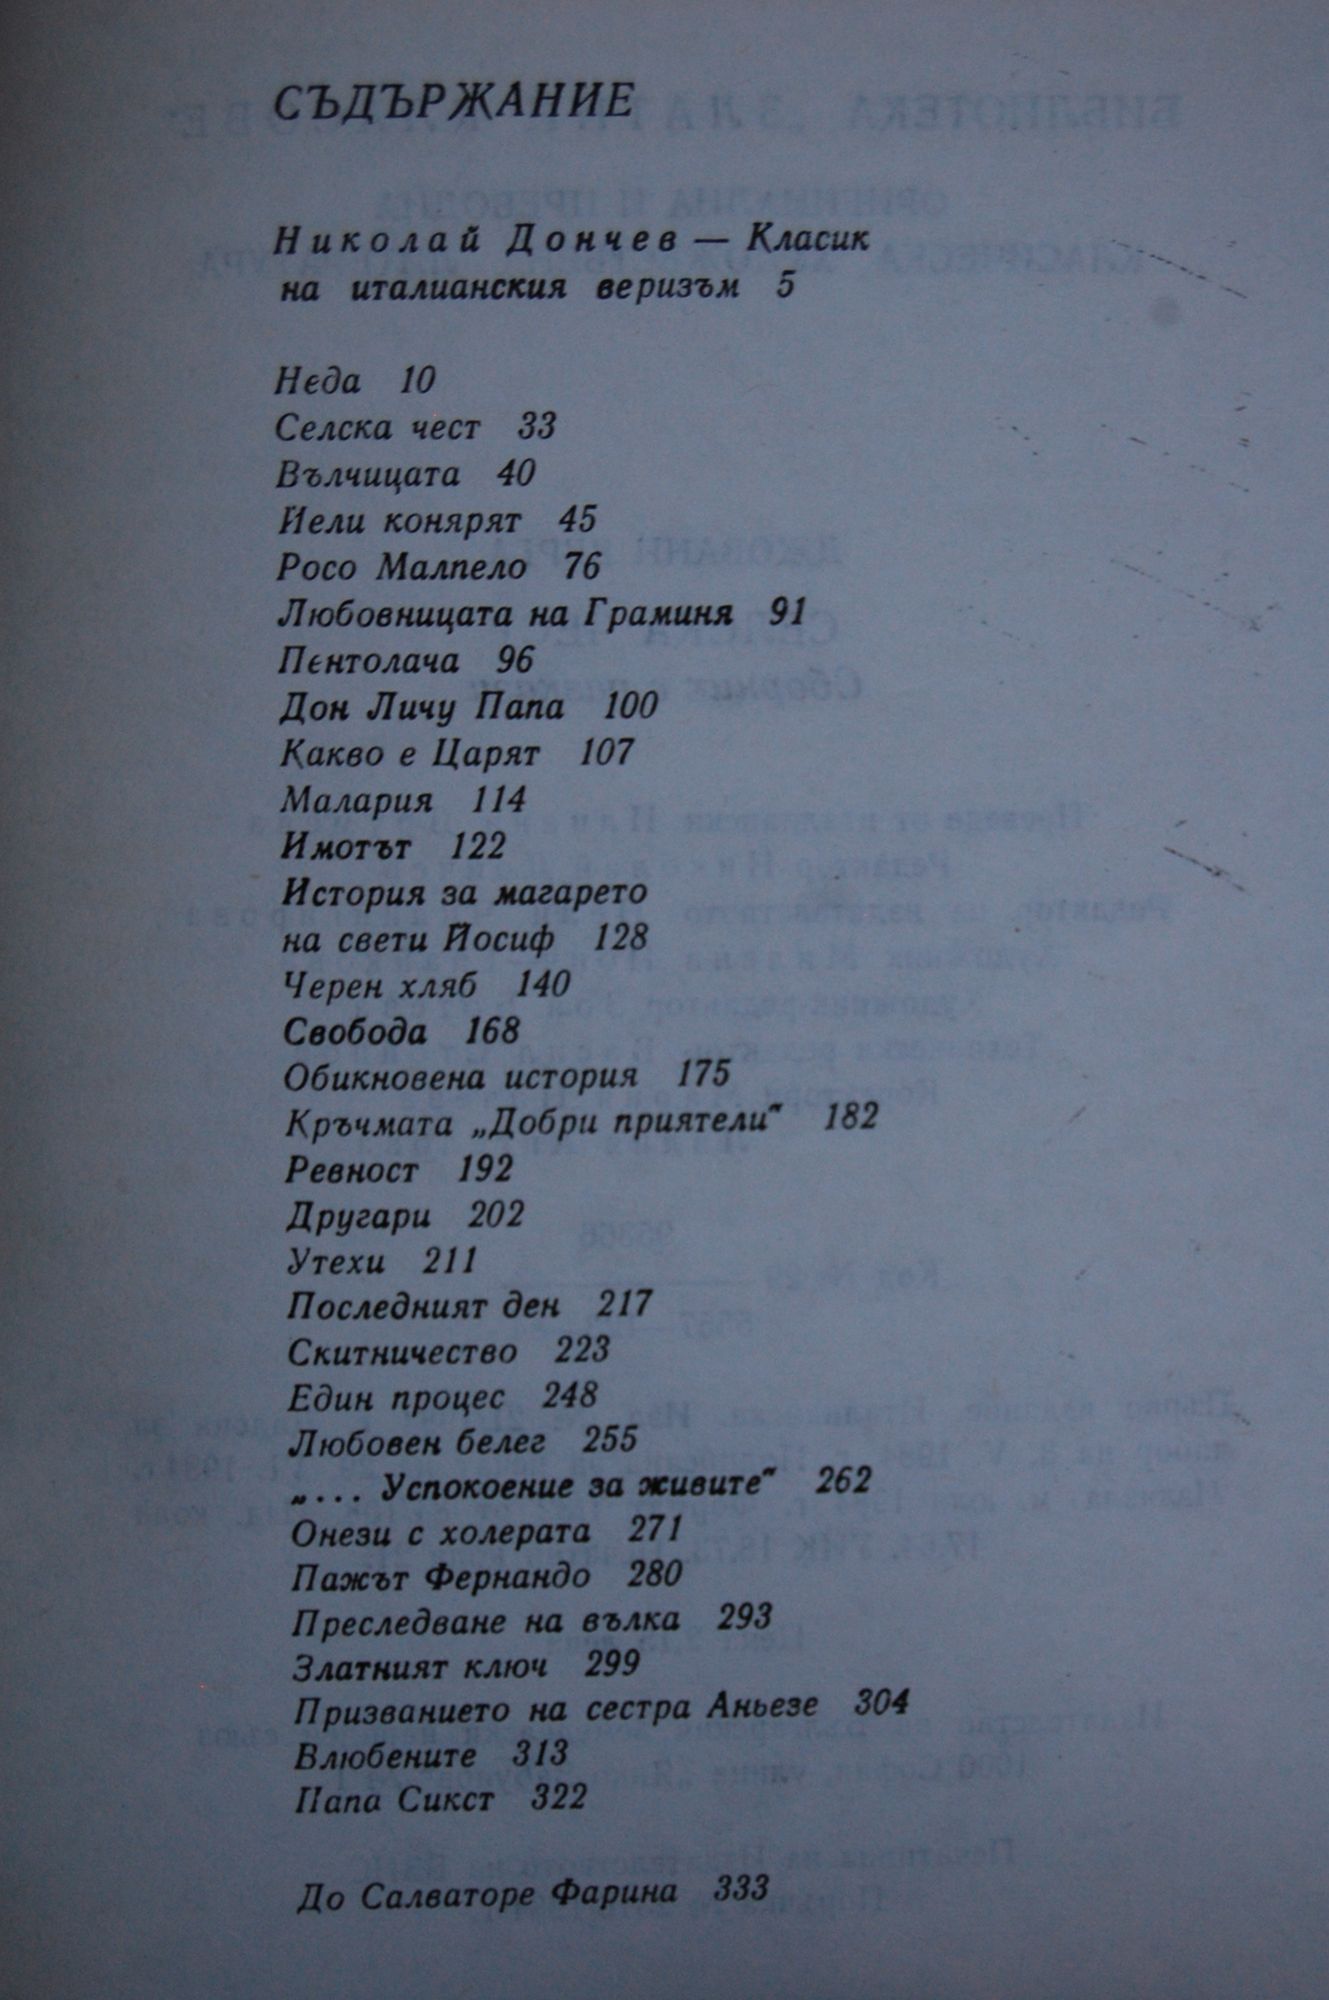 СЪДЪРЖАНИЕ
Николай Дончев — Класик
на италианския веризъм 5
Неда 10
Селска чест 33
Вълчицата 40
Йели конярят 45
Росо Малпело 76
Любовницата на Граминя 91
Пентолача 96
Дон Личу Папа 100
Какво е Царят 107
Малария 114
Имотът 122
История за магарето
на свети Йосиф 128
Черен хляб 140
Свобода 168
Обикновена история 175
Кръчмата „Добри приятели" 182
Ревност 192
Другари 202
Утехи 211
Последният ден 217
Скитничество 223
Един процес 248
Любовен белег 255
„... Успокоение за живите" 262
Онези с холерата 271
Пажът Фернандо 280
Преследване на вълка 293
Златният ключ 299
Призванието на сестра Аньезе 304
Влюбените 313
Папа Сикст 322
До Салваторе Фарина 333